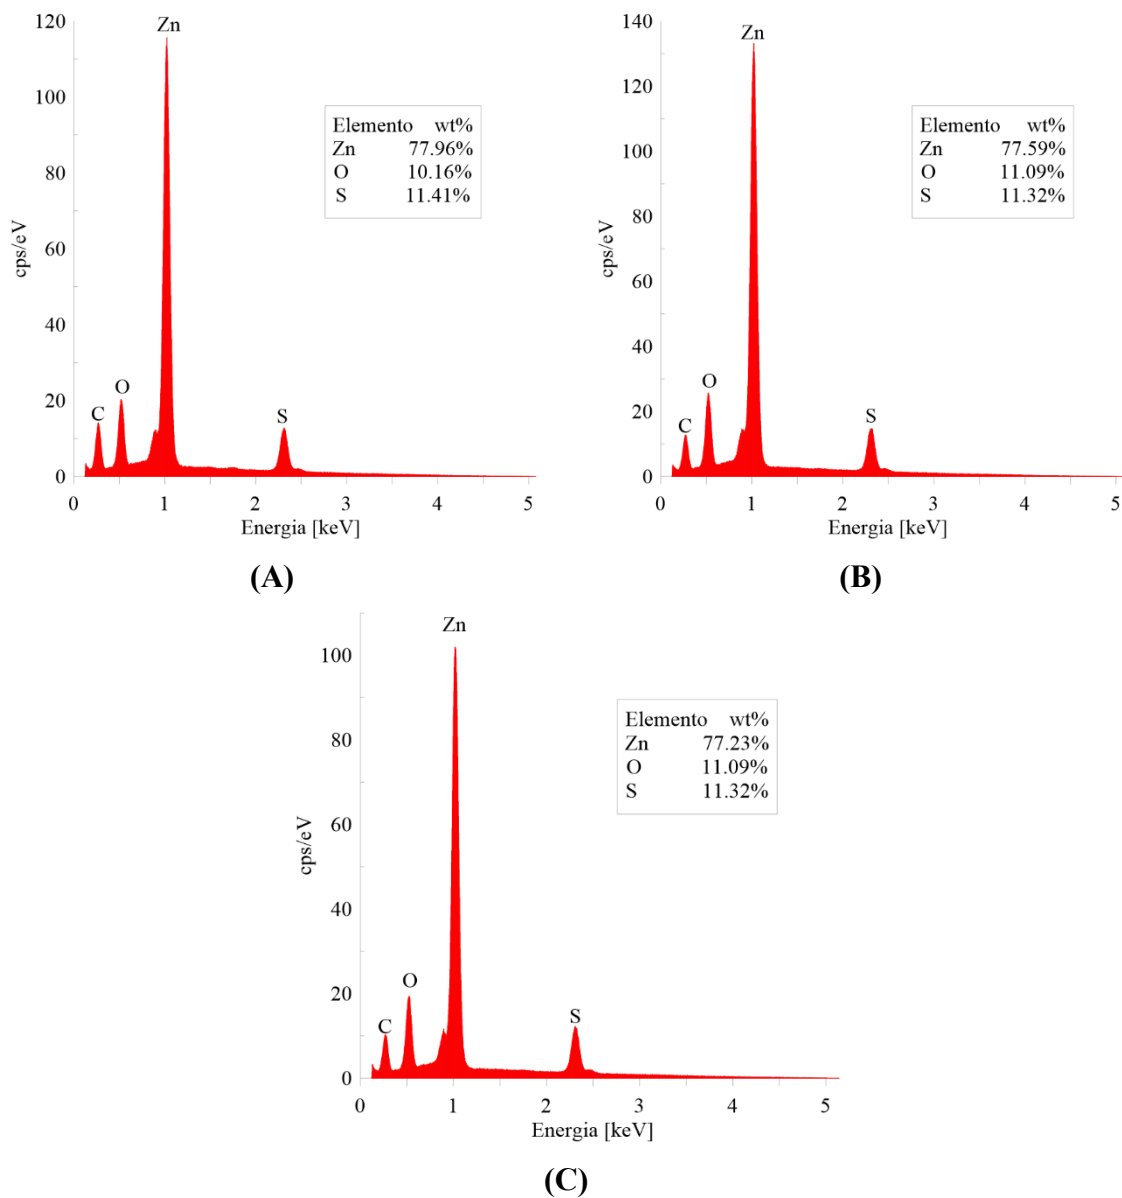 Zn
120
100
80
60
40
20
0
cps/eV
C
O
S
Elemento wt%
Zn 77.96%
O 10.16%
S 11.41%
0 1 2 3 4 5
Energia [keV]
(A)
Zn
140
120
100
80
60
40
20
0
cps/eV
C
O
S
Elemento wt%
Zn 77.59%
O 11.09%
S 11.32%
0 1 2 3 4 5
Energia [keV]
(B)
Zn
100
80
60
40
20
0
cps/eV
C
O
S
Elemento wt%
Zn 77.23%
O 11.09%
S 11.32%
0 1 2 3 4 5
Energia [keV]
(C)